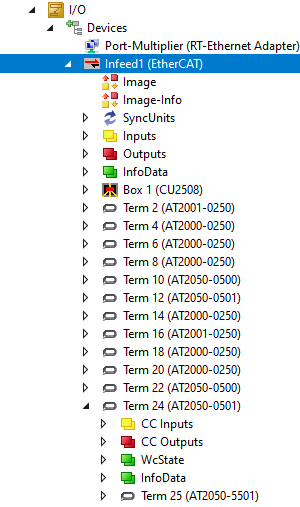 I/O
Devices
Port-Multiplier (RT-Ethernet Adapter)
Infeed1 (EtherCAT)
Image
Image-Info
SyncUnits
Inputs
Outputs
InfoData
Box 1 (CU2508)
Term 2 (AT2001-0250)
Term 4 (AT2000-0250)
Term 6 (AT2000-0250)
Term 8 (AT2000-0250)
Term 10 (AT2050-0500)
Term 12 (AT2050-0501)
Term 14 (AT2000-0250)
Term 16 (AT2001-0250)
Term 18 (AT2000-0250)
Term 20 (AT2000-0250)
Term 22 (AT2050-0500)
Term 24 (AT2050-0501)
CC Inputs
CC Outputs
WcState
InfoData
Term 25 (AT2050-5501)